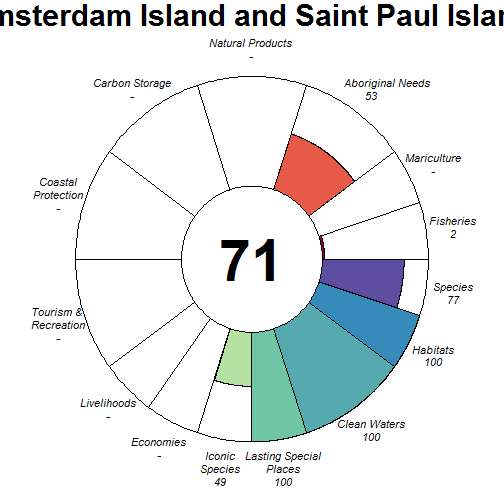 msterdam Island and Saint Paul Islan
Natural Products
-
Carbon Storage
-
Aboriginal Needs
53
Mariculture
-
Coastal
Protection
-
Fisheries
2
71
Species
77
Tourism &
Recreation
-
Habitats
100
Livelihoods
-
Clean Waters
100
Economies
-
Iconic
Species
49
Lasting Special
Places
100